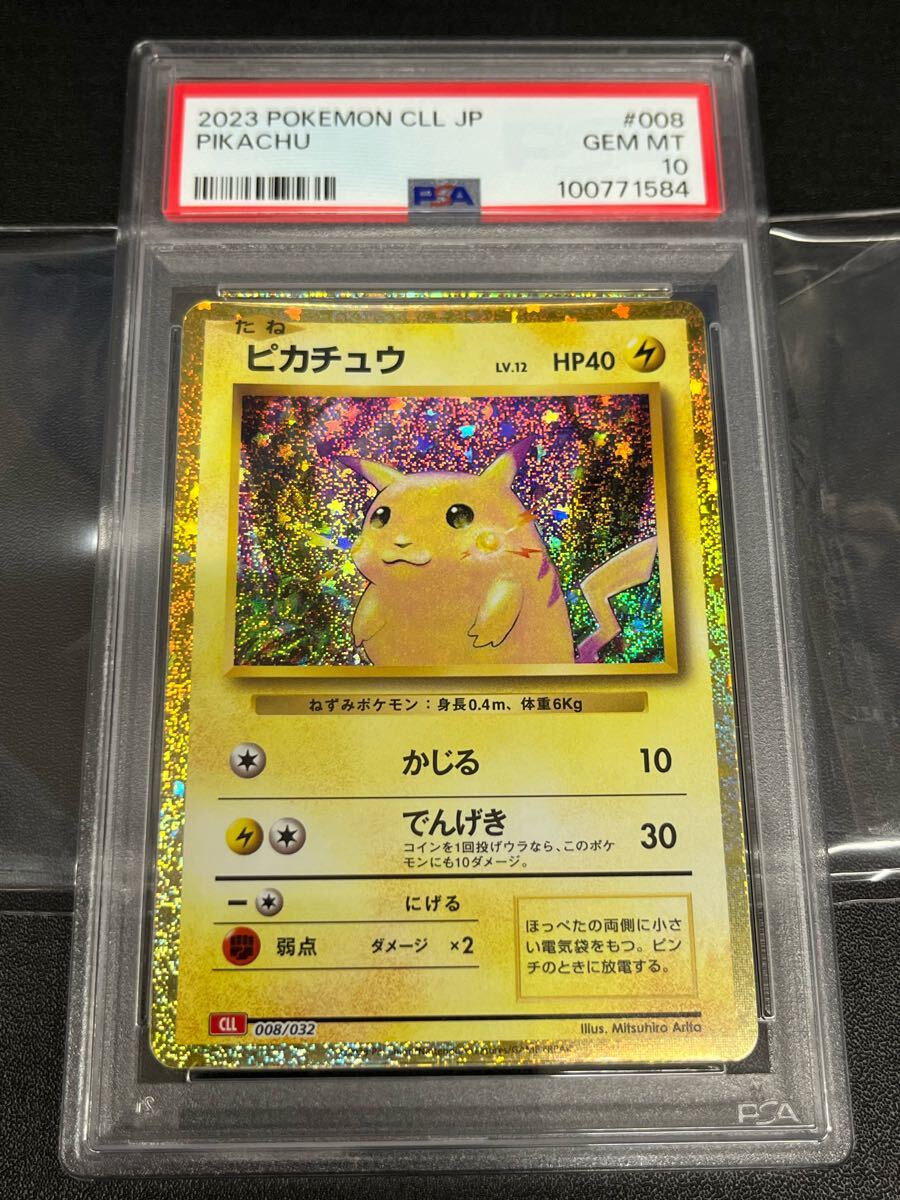 2023 POKEMON CLL JP #008
PIKACHU GEM MT
10
PSA 100771584
たね
ピカチュウ LV.12 HP40
ねずみポケモン：身長0.4m、体重6Kg
かじる 10
でんげき 30
コインを1回投げウラなら、このポケ
モンにも10ダメージ。
にげる
弱点 ダメージ ×2
ほっぺたの両側に小さ
い電気袋をもつ。ピン
チのときに放電する。
CLL 008/032
Illus. Mitsuhiro Arita
PSA